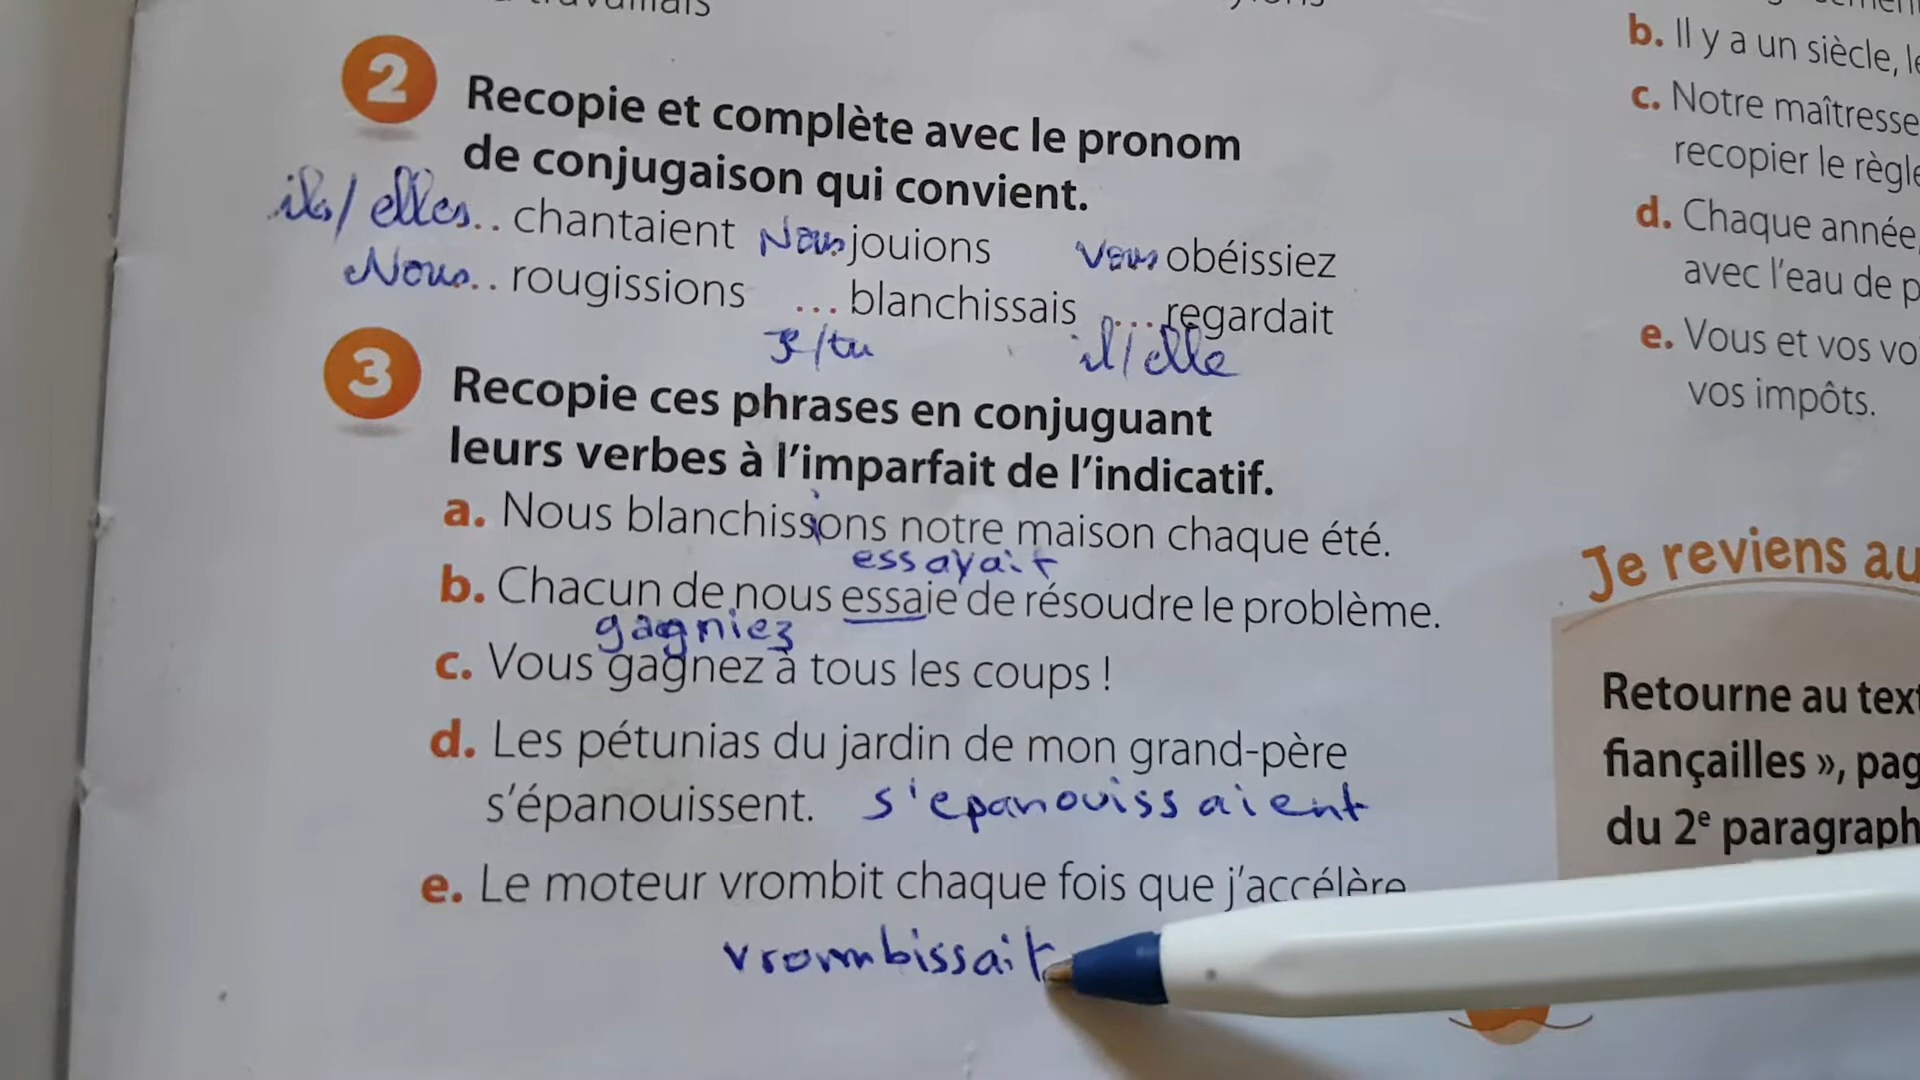 2
Recopie et complète avec le pronom
de conjugaison qui convient.
ils/elles.. chantaient Nous jouions vous obéissiez
Nous.. rougissions ... blanchissais ... regardait
Je/tu il/elle
3
Recopie ces phrases en conjuguant
leurs verbes à l'imparfait de l'indicatif.
a. Nous blanchissions notre maison chaque été.
essayait
b. Chacun de nous essaie de résoudre le problème.
gagniez
c. Vous gagnez à tous les coups !
d. Les pétunias du jardin de mon grand-père
s'épanouissent. s'epanouissaient
e. Le moteur vrombit chaque fois que j'accélère
vrombissait
b. Il y a un siècle,
c. Notre maîtresse
recopier le règle
d. Chaque année,
avec l'eau de p
e. Vous et vos vo
vos impôts.
Je reviens au
Retourne au text
fiançailles », pag
du 2e paragraph